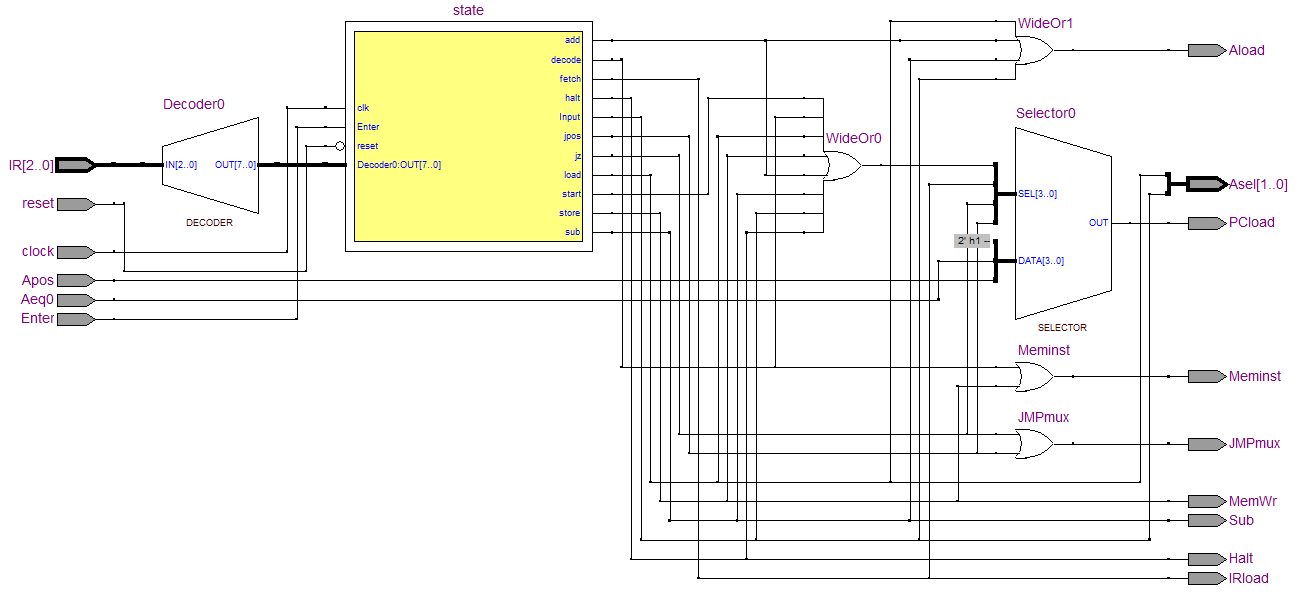 state
WideOr1
add
Aload
decode
fetch
Decoder0
halt
clk
Selector0
Input
Enter
jpos
WideOr0
reset
jz
IR[2..0]
IN[2..0]
OUT[7..0]
Decoder0:OUT[7..0]
load
Asel[1..0]
start
SEL[3..0]
reset
store
DECODER
OUT
PCload
sub
2' h1 --
clock
DATA[3..0]
Apos
Aeq0
Enter
SELECTOR
Meminst
Meminst
JMPmux
JMPmux
MemWr
Sub
Halt
IRload